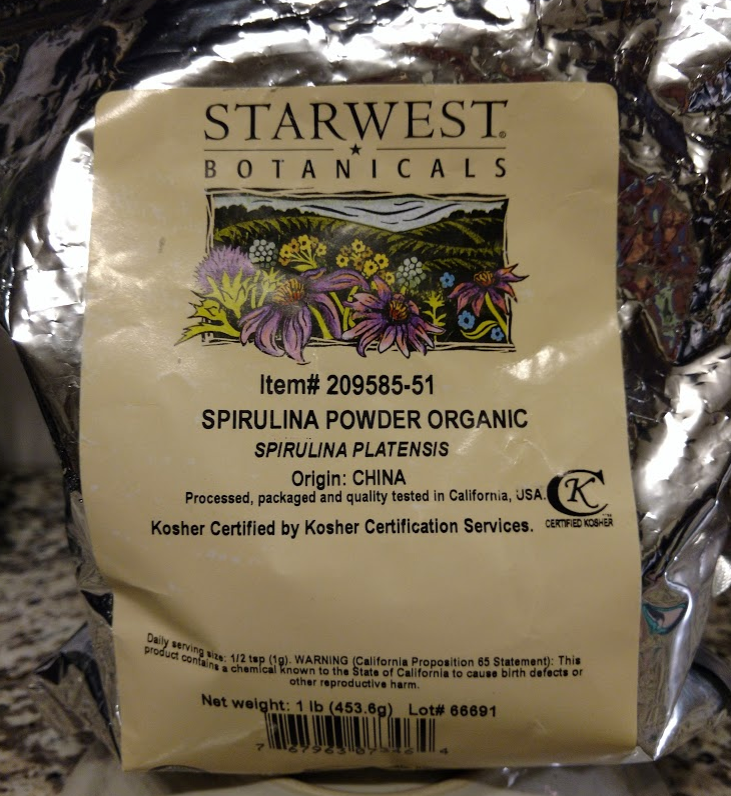 STARWEST®
BOTANICALS
Item# 209585-51
SPIRULINA POWDER ORGANIC
SPIRULINA PLATENSIS
Origin: CHINA
Processed, packaged and quality tested in California, USA.
K
CERTIFIED KOSHER
Kosher Certified by Kosher Certification Services.
Daily serving size: 1/2 tsp (1g). WARNING (California Proposition 65 Statement): This
product contains a chemical known to the State of California to cause birth defects or
other reproductive harm.
Net weight: 1 lb (453.6g) Lot# 66691
7 4